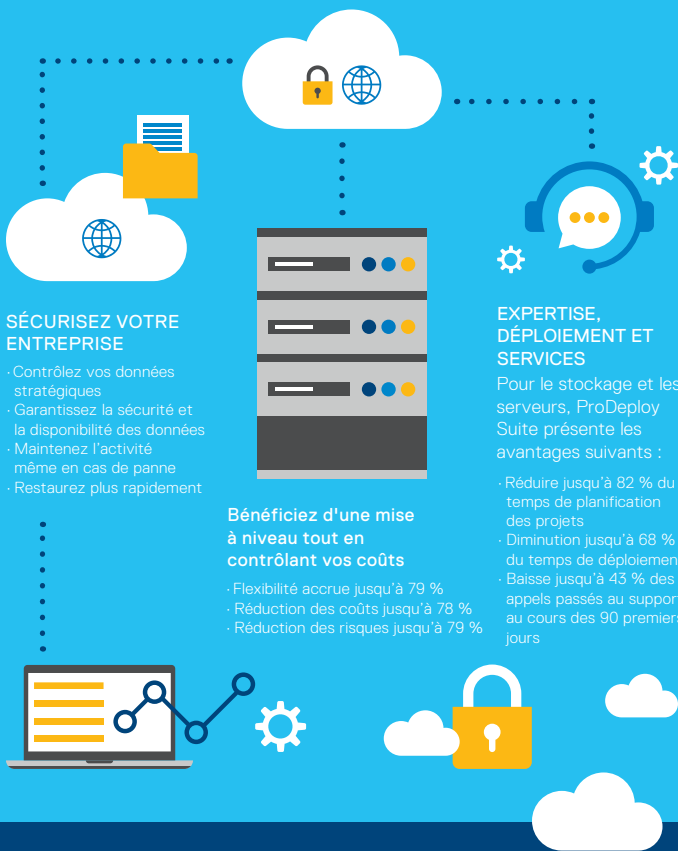 SÉCURISEZ VOTRE
ENTREPRISE
· Contrôlez vos données
stratégiques
· Garantissez la sécurité et
la disponibilité des données
· Maintenez l'activité
même en cas de panne
· Restaurez plus rapidement
Bénéficiez d'une mise
à niveau tout en
contrôlant vos coûts
· Flexibilité accrue jusqu'à 79 %
· Réduction des coûts jusqu'à 78 %
· Réduction des risques jusqu'à 79 %
EXPERTISE,
DÉPLOIEMENT ET
SERVICES
Pour le stockage et les
serveurs, ProDeploy
Suite présente les
avantages suivants :
· Réduire jusqu'à 82 % du
temps de planification
des projets
· Diminution jusqu'à 68 %
du temps de déploiemen
· Baisse jusqu'à 43 % des
appels passés au support
au cours des 90 premiers
jours